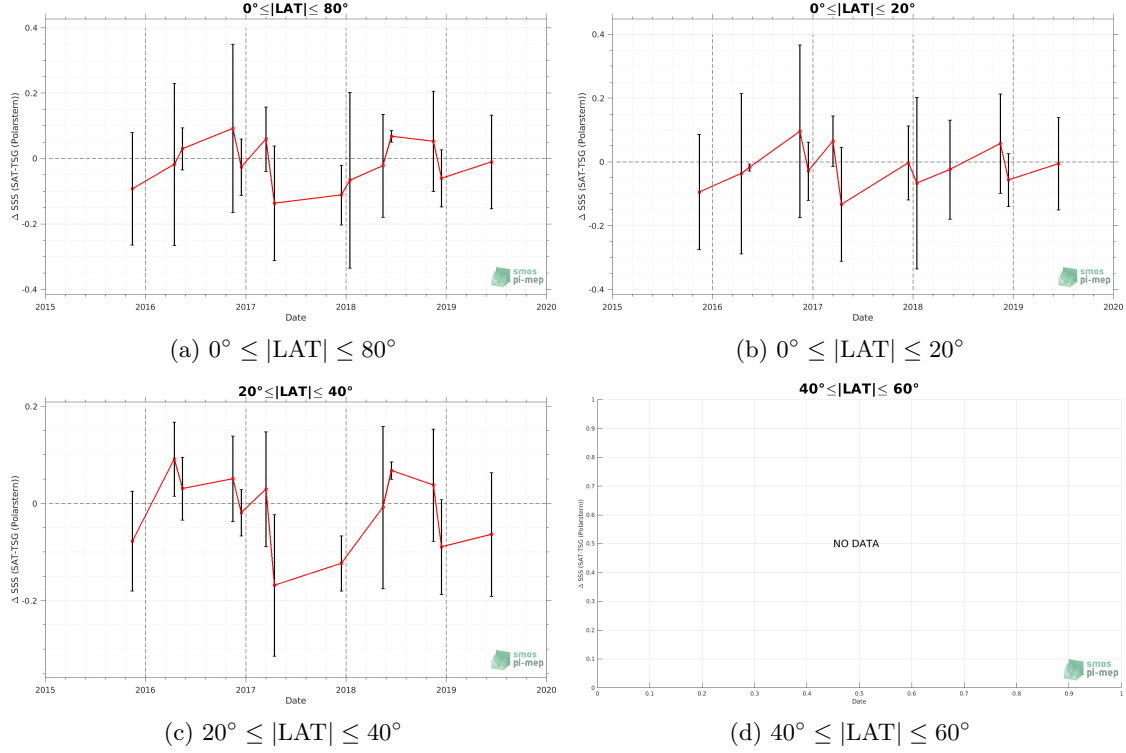 0°≤|LAT|≤ 80°
Δ SSS (SAT-TSG (Polarstern))
0.4
0.2
0
-0.2
-0.4
2015 2016 2017 2018 2019 2020
Date
smos
pi-mep
(a) 0° ≤ |LAT| ≤ 80°
0°≤|LAT|≤ 20°
Δ SSS (SAT-TSG (Polarstern))
0.4
0.2
0
-0.2
-0.4
2015 2016 2017 2018 2019 2020
Date
smos
pi-mep
(b) 0° ≤ |LAT| ≤ 20°
20°≤|LAT|≤ 40°
Δ SSS (SAT-TSG (Polarstern))
0.2
0
-0.2
2015 2016 2017 2018 2019 2020
Date
smos
pi-mep
(c) 20° ≤ |LAT| ≤ 40°
40°≤|LAT|≤ 60°
Δ SSS (SAT-TSG (Polarstern))
1
0.9
0.8
0.7
0.6
0.5
0.4
0.3
0.2
0.1
0
NO DATA
0 0.1 0.2 0.3 0.4 0.5 0.6 0.7 0.8 0.9 1
Date
smos
pi-mep
(d) 40° ≤ |LAT| ≤ 60°